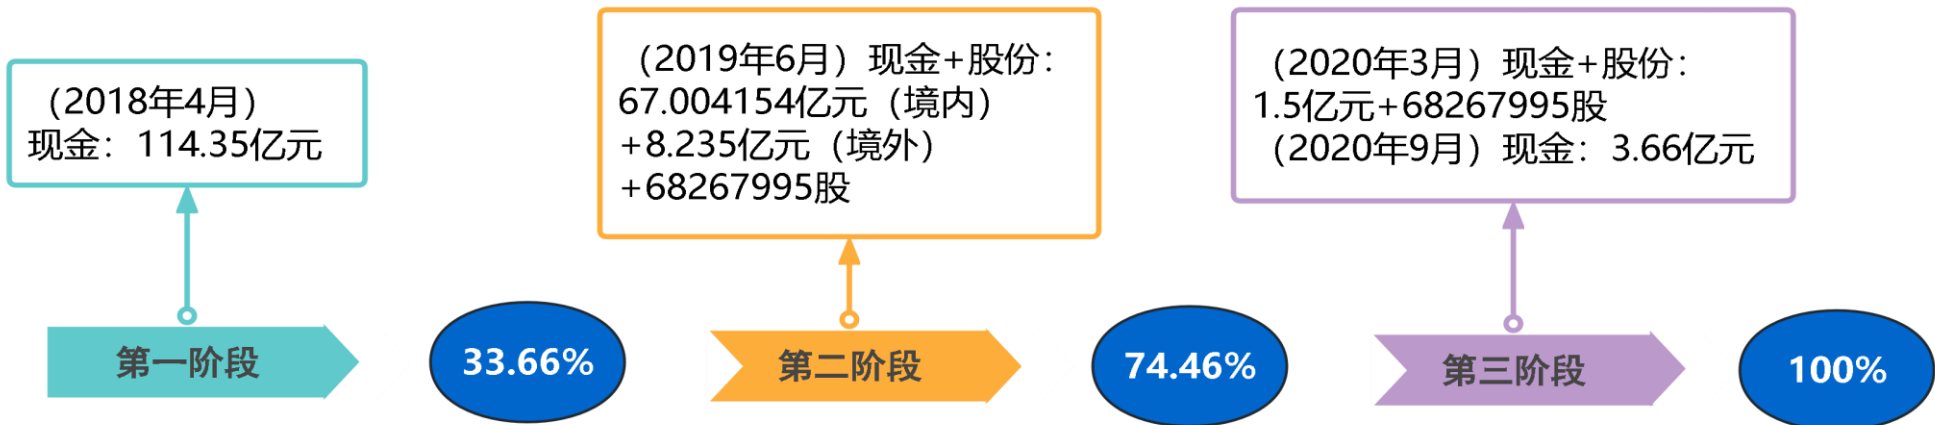 （2018年4月）
现金：114.35亿元
（2019年6月）现金+股份：
67.004154亿元（境内）
+8.235亿元（境外）
+68267995股
（2020年3月）现金+股份：
1.5亿元+68267995股
（2020年9月）现金：3.66亿元
第一阶段
33.66%
第二阶段
74.46%
第三阶段
100%